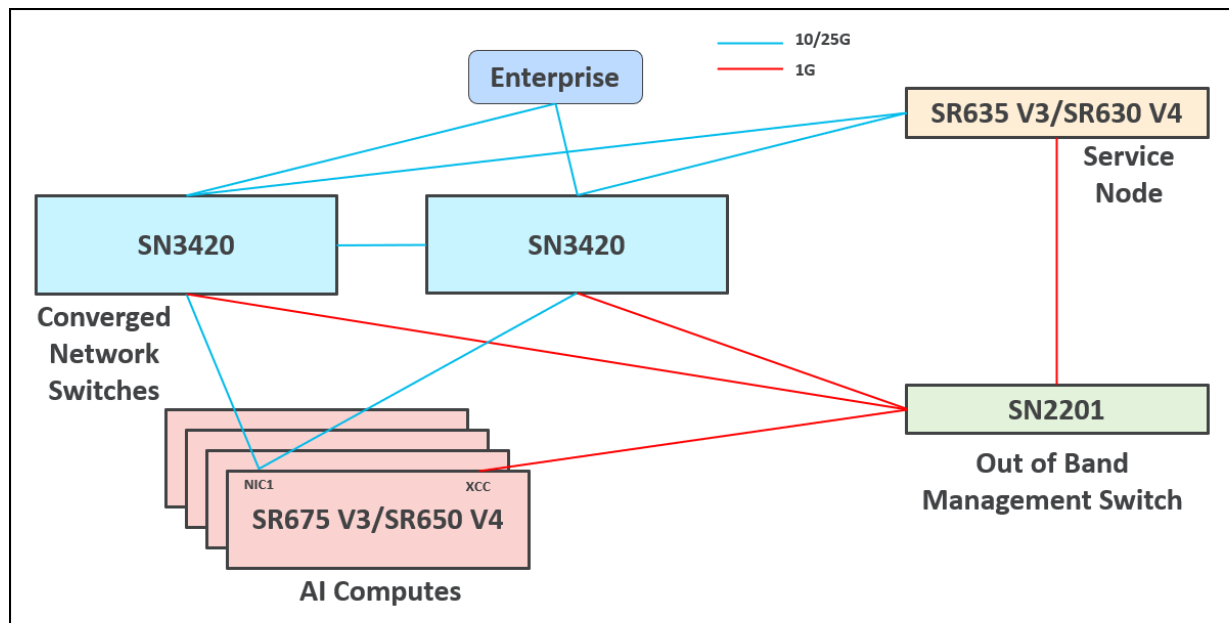 10/25G
1G
Enterprise
SR635 V3/SR630 V4
Service
Node
SN3420
SN3420
Converged
Network
Switches
SN2201
Out of Band
Management Switch
NIC1
XCC
SR675 V3/SR650 V4
AI Computes